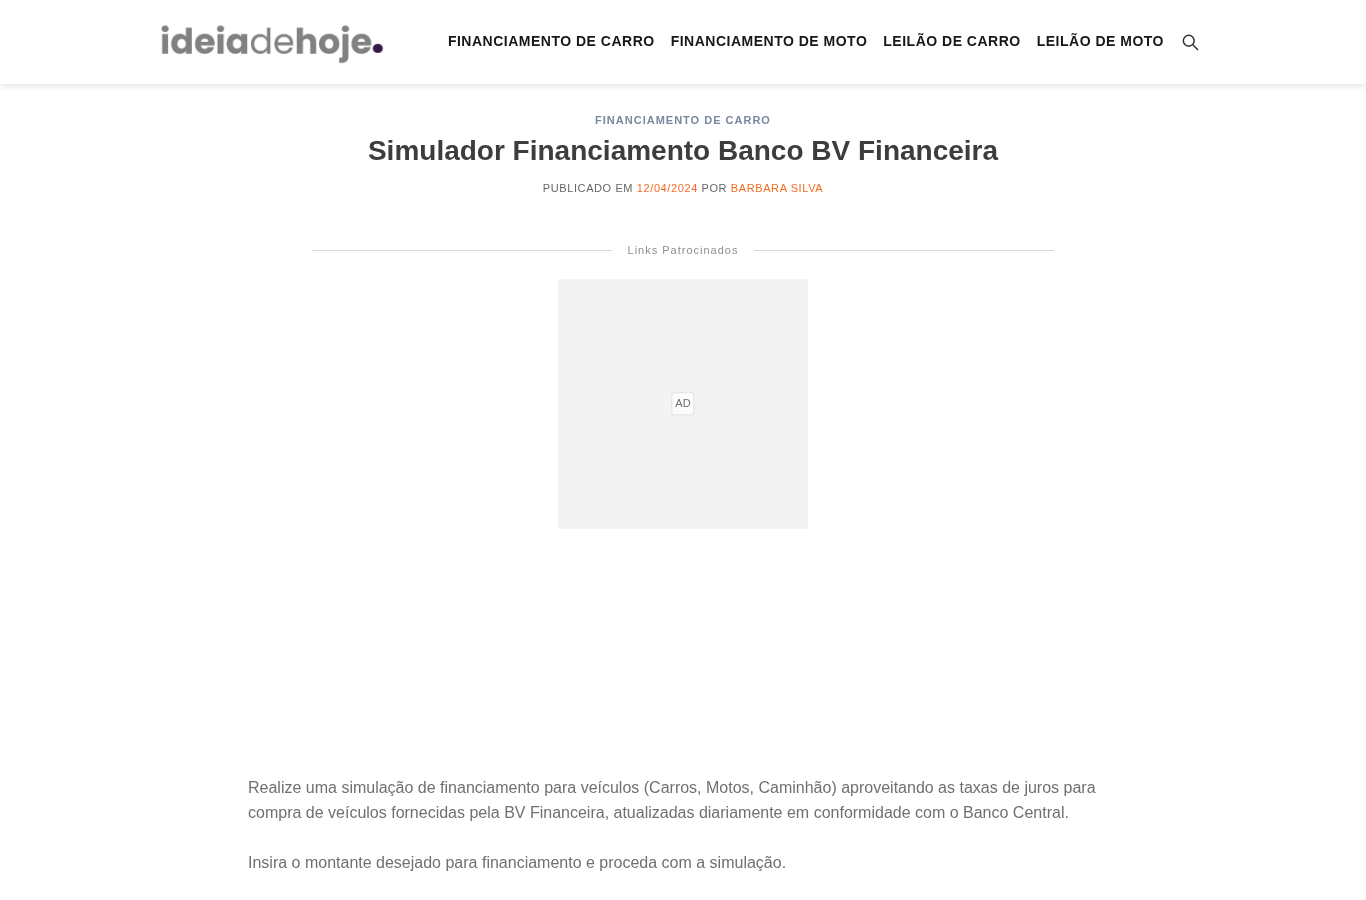 ideiadehoje.
FINANCIAMENTO DE CARRO FINANCIAMENTO DE MOTO LEILÃO DE CARRO LEILÃO DE MOTO
FINANCIAMENTO DE CARRO
Simulador Financiamento Banco BV Financeira
PUBLICADO EM 12/04/2024 POR BARBARA SILVA
Links Patrocinados
AD
Realize uma simulação de financiamento para veículos (Carros, Motos, Caminhão) aproveitando as taxas de juros para
compra de veículos fornecidas pela BV Financeira, atualizadas diariamente em conformidade com o Banco Central.
Insira o montante desejado para financiamento e proceda com a simulação.